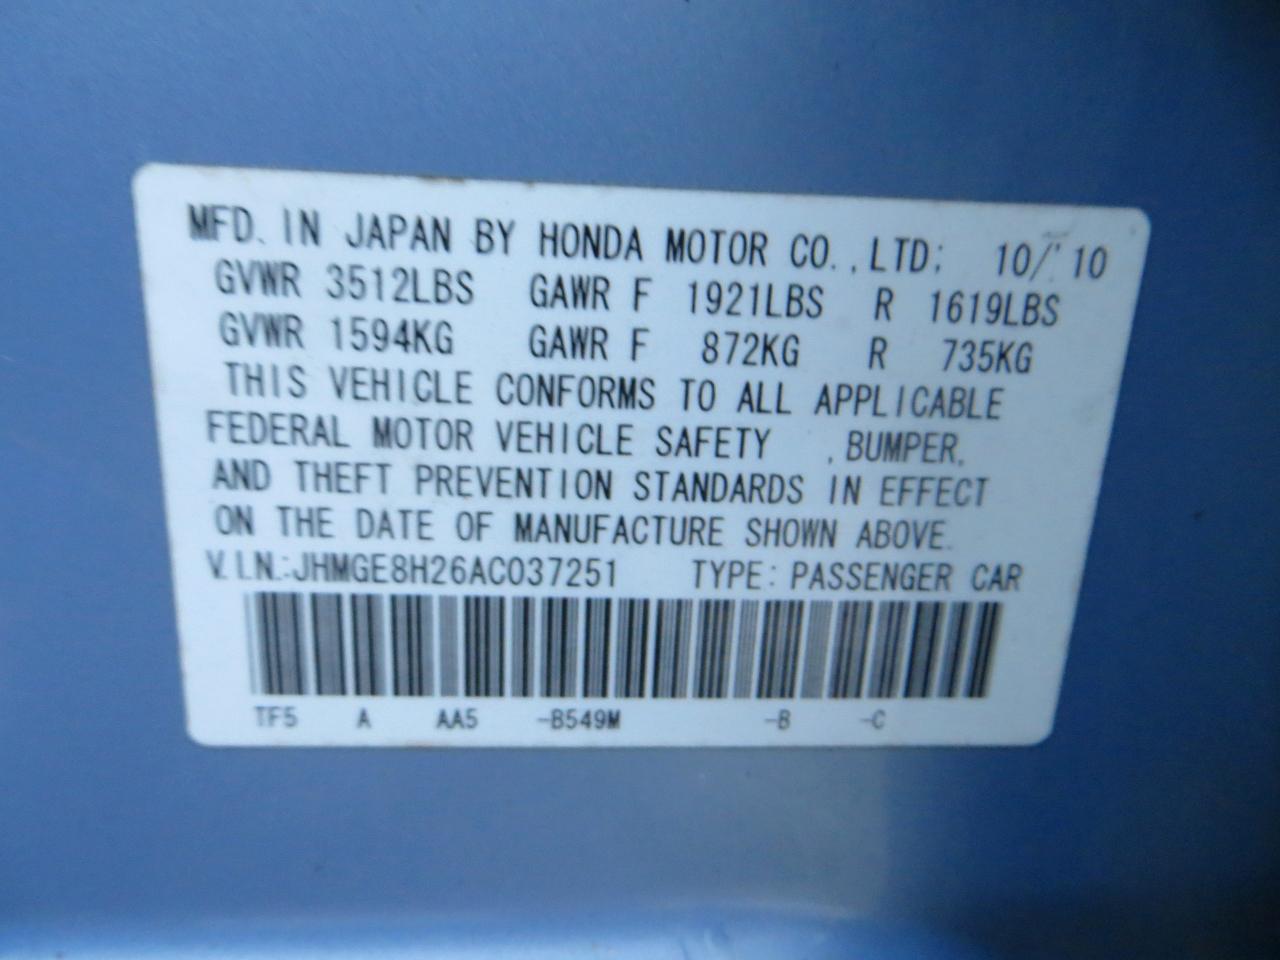 MFD. IN JAPAN BY HONDA MOTOR CO., LTD; 10/'10
GVWR 3512LBS GAWR F 1921LBS R 1619LBS
GVWR 1594KG GAWR F 872KG R 735KG
THIS VEHICLE CONFORMS TO ALL APPLICABLE
FEDERAL MOTOR VEHICLE SAFETY , BUMPER,
AND THEFT PREVENTION STANDARDS IN EFFECT
ON THE DATE OF MANUFACTURE SHOWN ABOVE.
V.I.N.:JHMGE8H26AC037251 TYPE: PASSENGER CAR
TF5 A AA5 -B549M -B -C